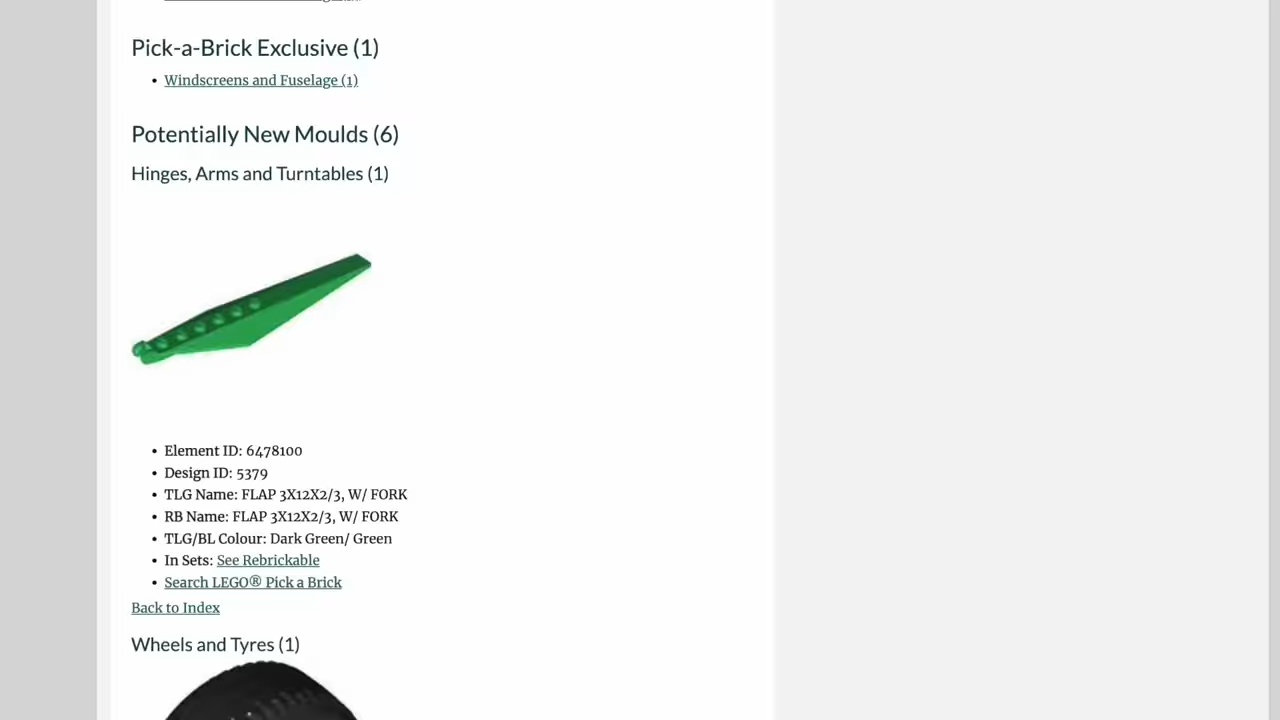 Pick-a-Brick Exclusive (1)
• Windscreens and Fuselage (1)
Potentially New Moulds (6)
Hinges, Arms and Turntables (1)
• Element ID: 6478100
• Design ID: 5379
• TLG Name: FLAP 3X12X2/3, W/ FORK
• RB Name: FLAP 3X12X2/3, W/ FORK
• TLG/BL Colour: Dark Green/ Green
• In Sets: See Rebrickable
• Search LEGO® Pick a Brick
Back to Index
Wheels and Tyres (1)